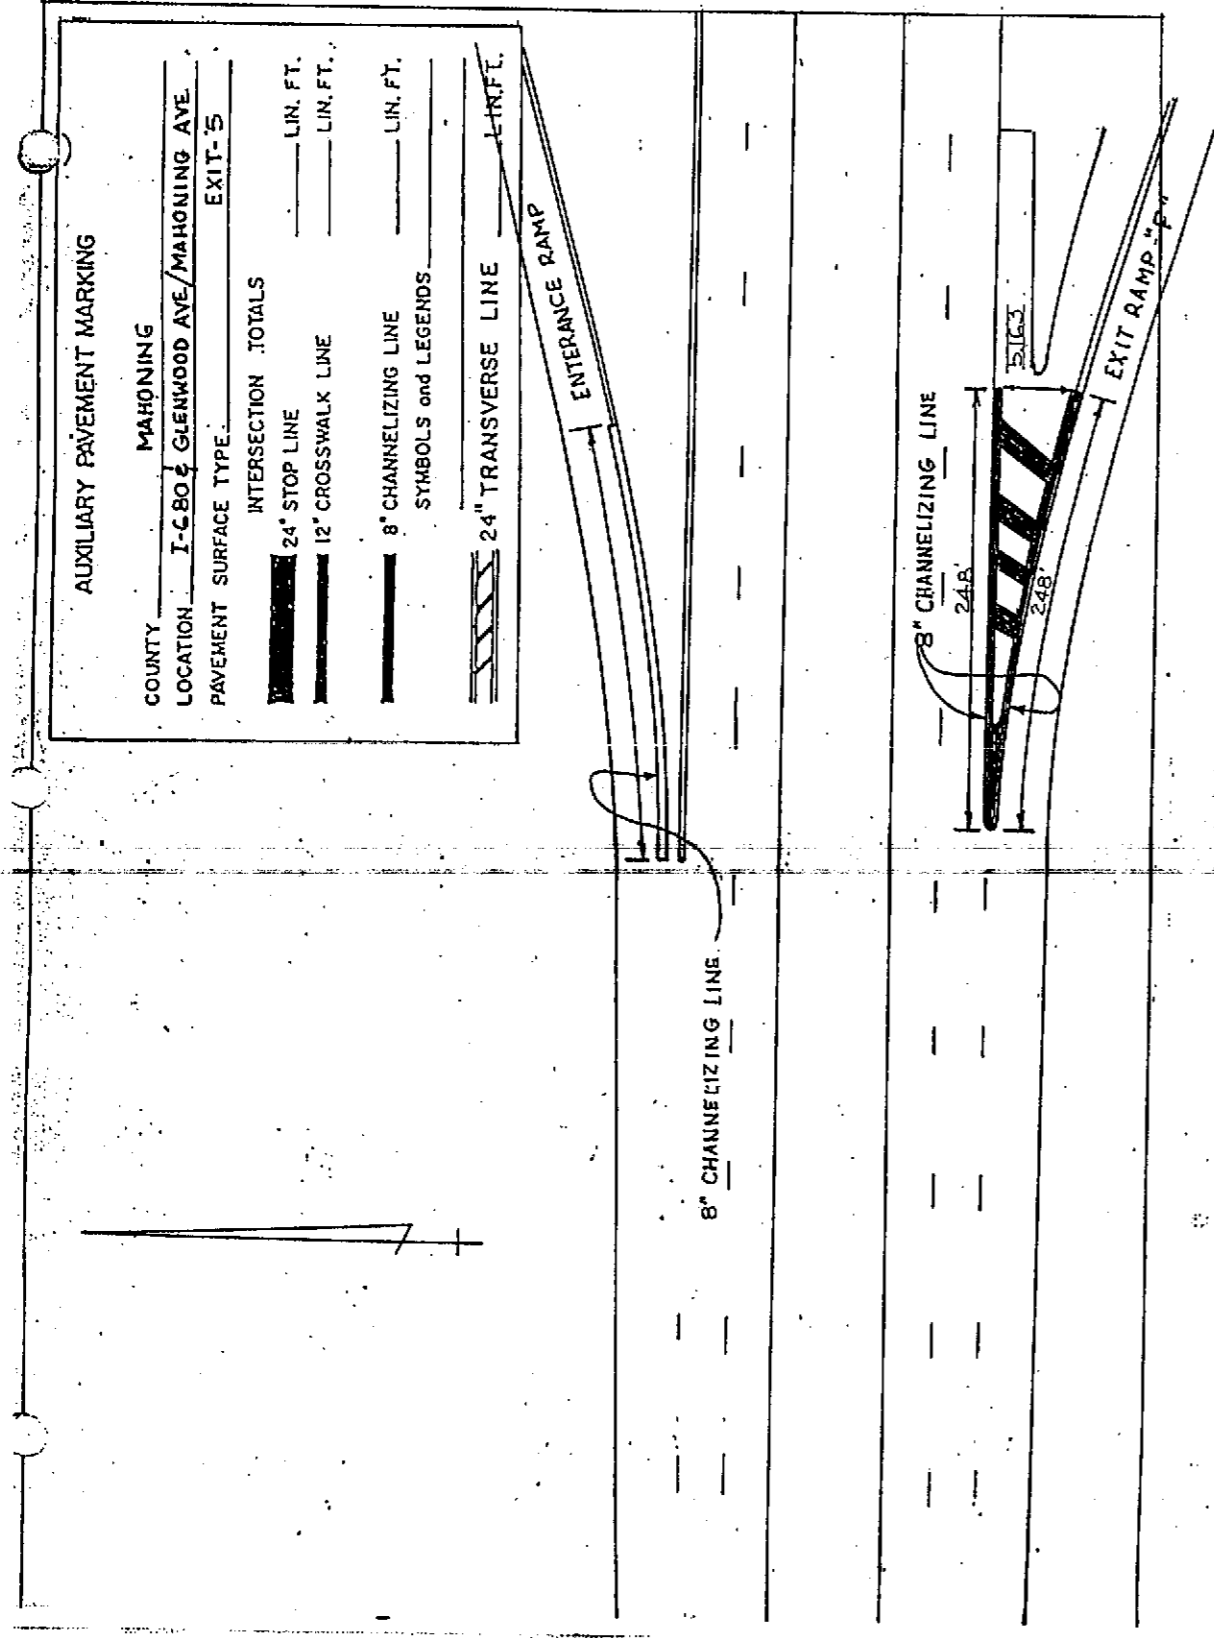 AUXILIARY PAVEMENT MARKING
COUNTY MAHONING
LOCATION I-680 & GLENWOOD AVE/MAHONING AVE.
PAVEMENT SURFACE TYPE. EXIT-5
INTERSECTION TOTALS
24" STOP LINE LIN. FT.
12" CROSSWALK LINE LIN. FT.
8" CHANNELIZING LINE LIN. FT.
SYMBOLS and LEGENDS
24" TRANSVERSE LINE LIN.FT.
ENTERANCE RAMP
8" CHANNELIZING LINE
8" CHANNELIZING LINE
248'
248'
5163
EXIT RAMP-"F"